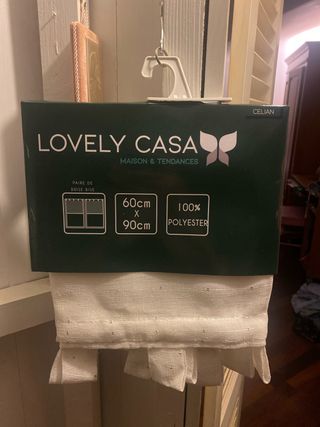 CELIAN
LOVELY CASA
MAISON & TENDANCES
PAIRE DE
BRISE BISE
60cm
X
90cm
100%
POLYESTER